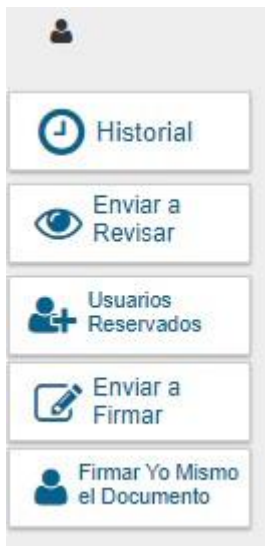 Historial
Enviar a
Revisar
Usuarios
Reservados
Enviar a
Firmar
Firmar Yo Mismo
el Documento